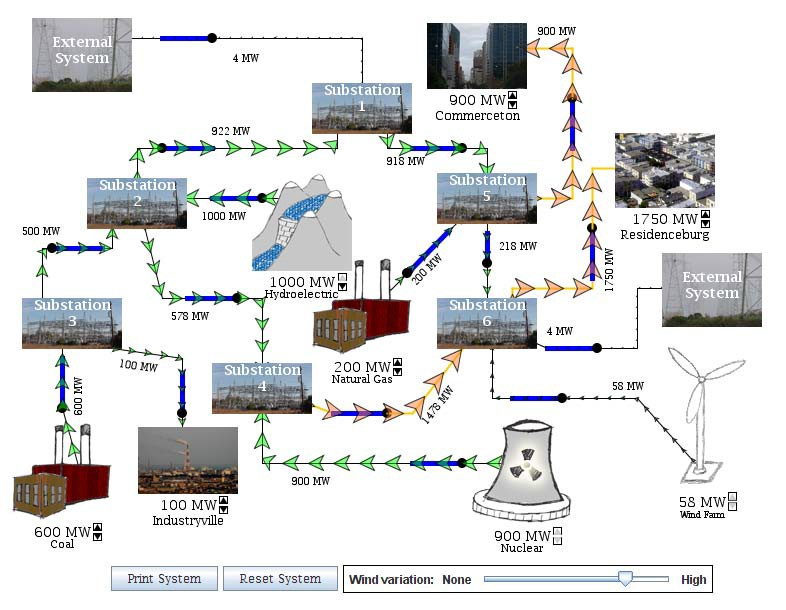 External
System
4 MW
Substation
1
900 MW
900 MW
Commerceton
922 MW
918 MW
Substation
2
1000 MW
Substation
5
1750 MW
Residenceburg
500 MW
218 MW
200 MW
1750 MW
External
System
1000 MW
Hydroelectric
Substation
3
578 MW
Substation
6
4 MW
100 MW
200 MW
Natural Gas
Substation
4
600 MW
1478 MW
58 MW
900 MW
100 MW
Industryville
58 MW
Wind Farm
600 MW
Coal
900 MW
Nuclear
Print System
Reset System
Wind variation: None
High